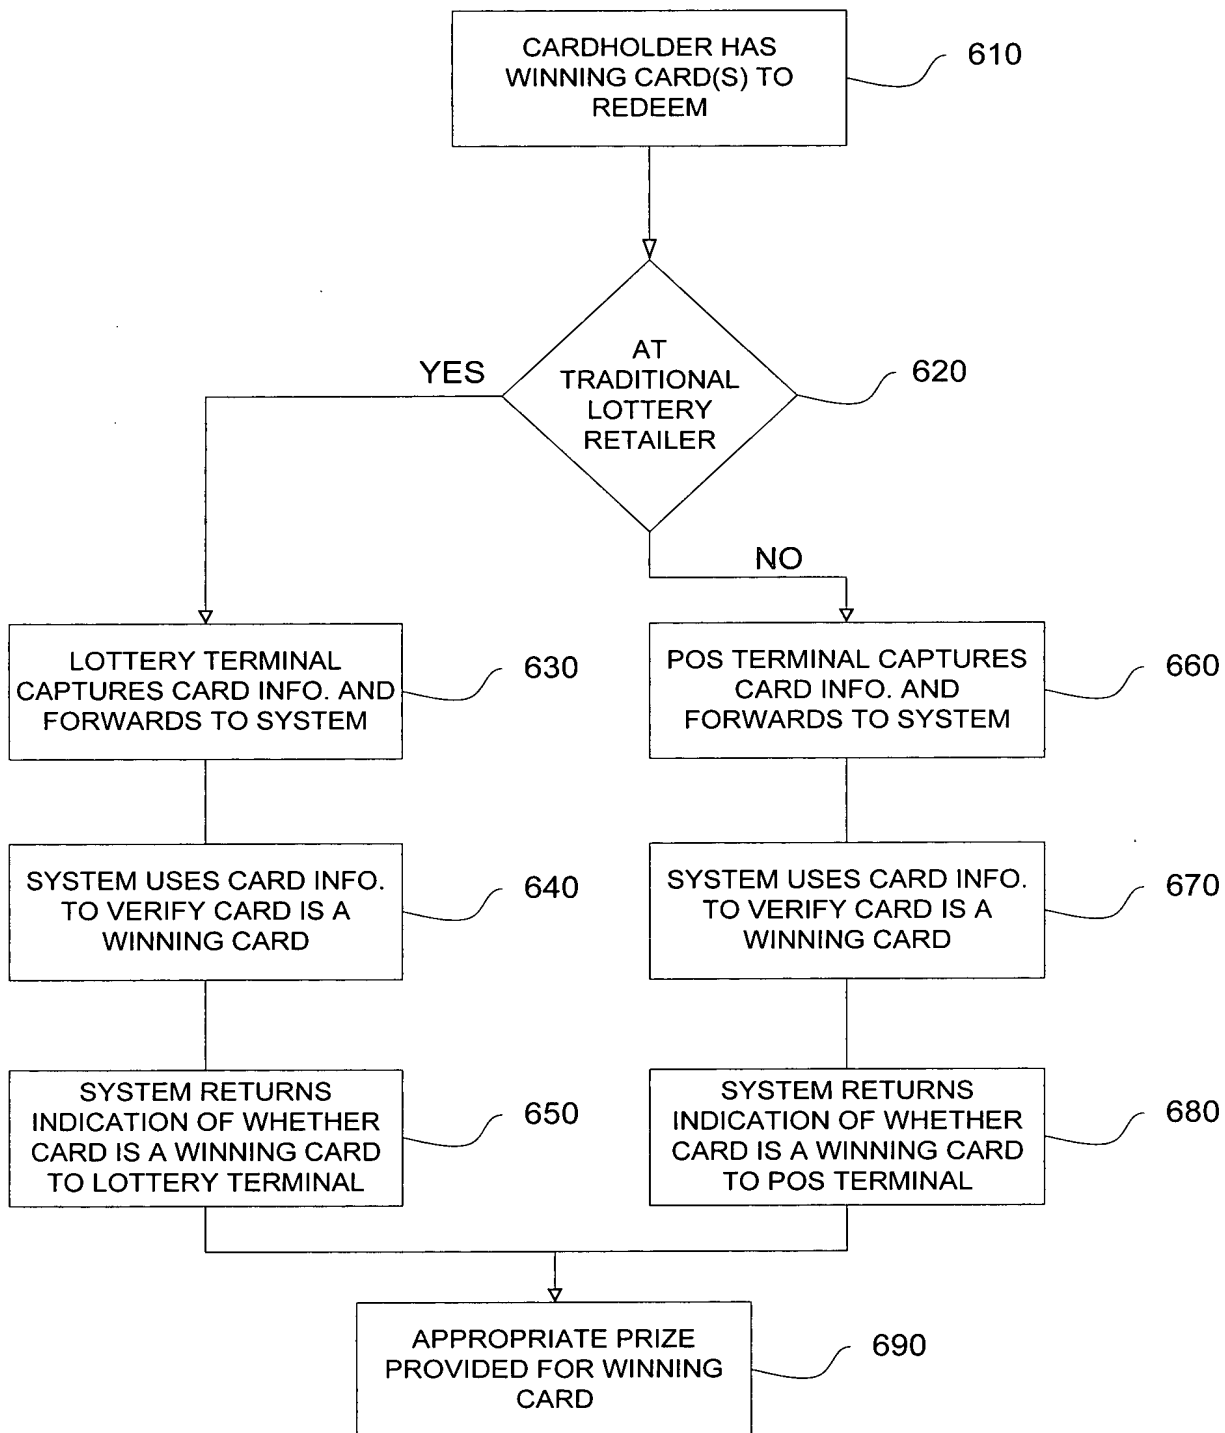 CARDHOLDER HAS
WINNING CARD(S) TO
REDEEM
610
AT
TRADITIONAL
LOTTERY
RETAILER
620
YES
NO
LOTTERY TERMINAL
CAPTURES CARD INFO. AND
FORWARDS TO SYSTEM
630
POS TERMINAL CAPTURES
CARD INFO. AND
FORWARDS TO SYSTEM
660
SYSTEM USES CARD INFO.
TO VERIFY CARD IS A
WINNING CARD
640
SYSTEM USES CARD INFO.
TO VERIFY CARD IS A
WINNING CARD
670
SYSTEM RETURNS
INDICATION OF WHETHER
CARD IS A WINNING CARD
TO LOTTERY TERMINAL
650
SYSTEM RETURNS
INDICATION OF WHETHER
CARD IS A WINNING CARD
TO POS TERMINAL
680
APPROPRIATE PRIZE
PROVIDED FOR WINNING
CARD
690